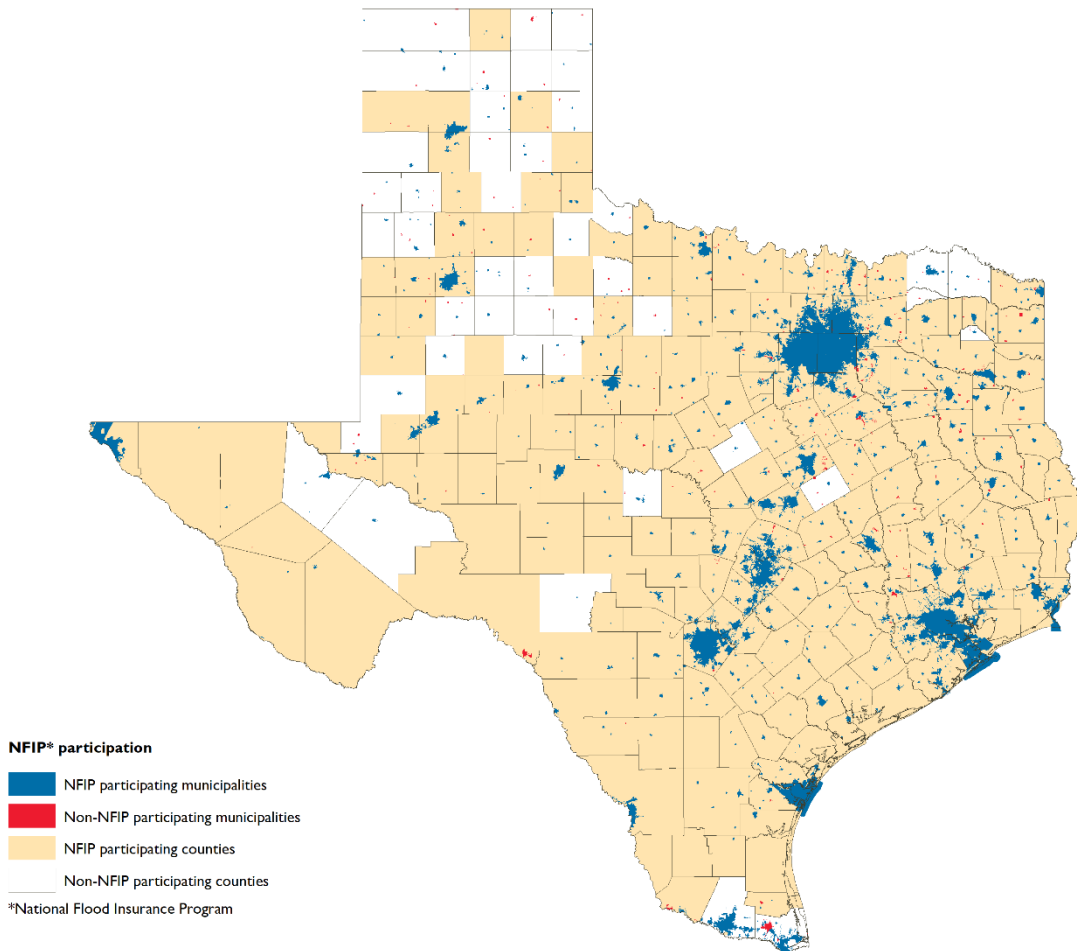 NFIP* participation
NFIP participating municipalities
Non-NFIP participating municipalities
NFIP participating counties
Non-NFIP participating counties
*National Flood Insurance Program